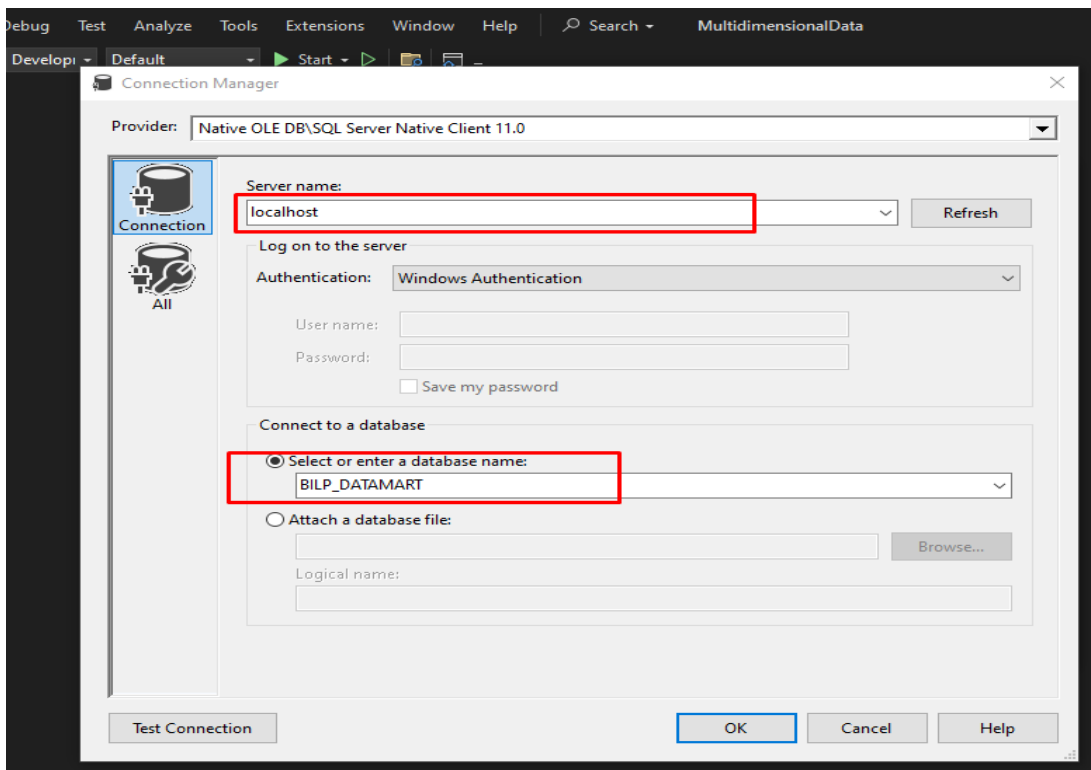 Debug Test Analyze Tools Extensions Window Help Search MultidimensionalData
Developı Default Start
Connection Manager
Provider: Native OLE DB\SQL Server Native Client 11.0
Server name:
localhost Refresh
Connection
Log on to the server
Authentication: Windows Authentication
All
User name:
Password:
Save my password
Connect to a database
Select or enter a database name:
BILP_DATAMART
Attach a database file:
Browse...
Logical name:
Test Connection OK Cancel Help